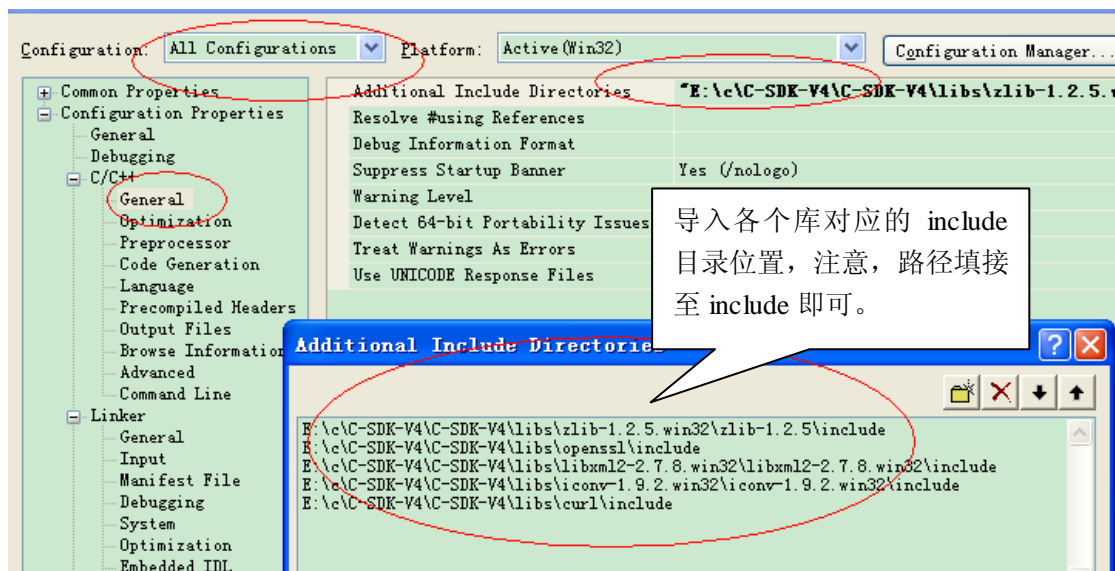 Configuration: All Configurations Platform: Active(Win32) Configuration Manager...
Common Properties
Configuration Properties
General
Debugging
C/C++
General
Optimization
Preprocessor
Code Generation
Language
Precompiled Headers
Output Files
Browse Information
Advanced
Command Line
Linker
General
Input
Manifest File
Debugging
System
Optimization
Embedded IDL
Additional Include Directories "E:\c\C-SDK-V4\C-SDK-V4\libs\zlib-1.2.5.
Resolve #using References
Debug Information Format
Suppress Startup Banner Yes (/nologo)
Warning Level
Detect 64-bit Portability Issues
Treat Warnings As Errors
Use UNICODE Response Files
导入各个库对应的 include
目录位置，注意，路径填接
至 include 即可。
Additional Include Directories
E:\c\C-SDK-V4\C-SDK-V4\libs\zlib-1.2.5.win32\zlib-1.2.5\include
E:\c\C-SDK-V4\C-SDK-V4\libs\openssl\include
E:\c\C-SDK-V4\C-SDK-V4\libs\libxml2-2.7.8.win32\libxml2-2.7.8.win32\include
E:\c\C-SDK-V4\C-SDK-V4\libs\iconv-1.9.2.win32\iconv-1.9.2.win32\include
E:\c\C-SDK-V4\C-SDK-V4\libs\curl\include